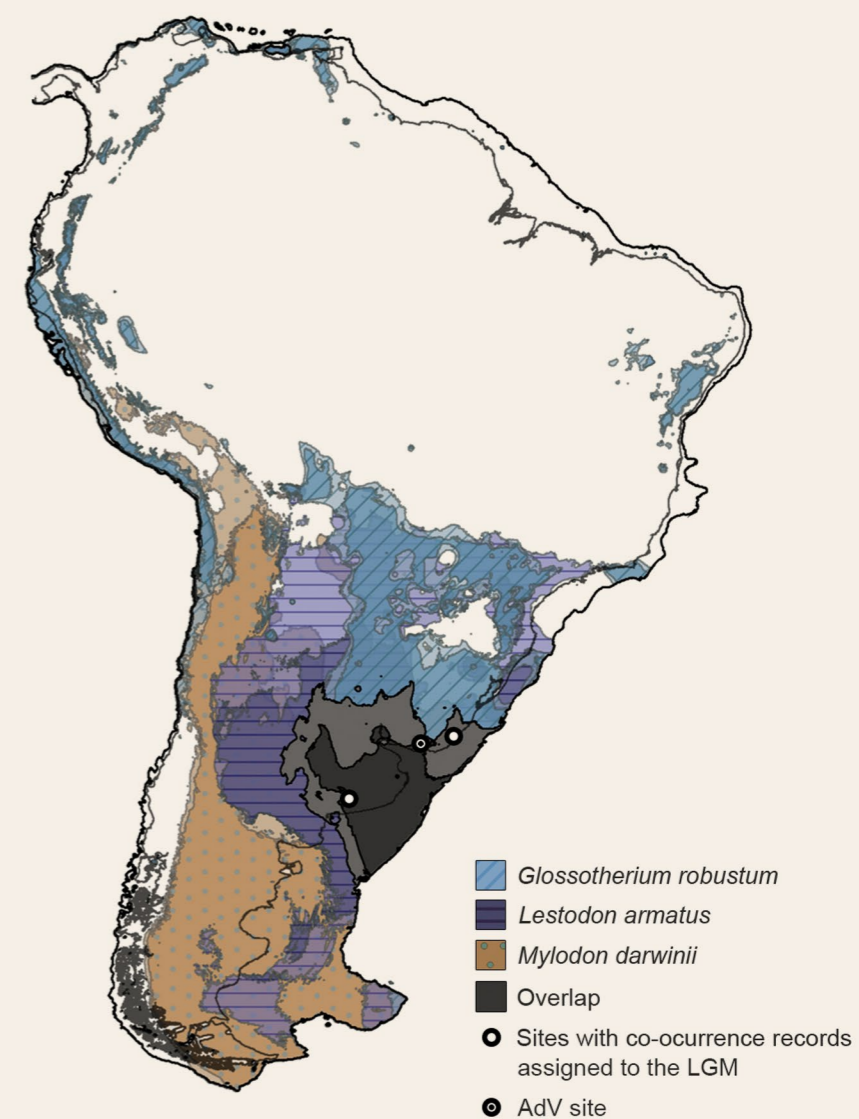 Glossotherium robustum
Lestodon armatus
Mylodon darwinii
Overlap
Sites with co-ocurrence records
assigned to the LGM
AdV site